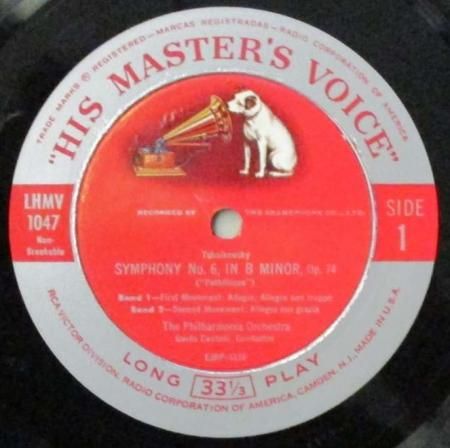 TRADE MARKS ® REGISTERED - MARCAS REGISTRADAS - RADIO CORPORATION OF AMERICA
"HIS MASTER'S VOICE"
LHMV
1047
Non-
Breakable
SIDE
1
RECORDED BY THE GRAMOPHONE CO., LTD.
Tchaikovsky
SYMPHONY No. 6, IN B MINOR, Op. 74
("Pathétique")
Band 1—First Movement: Adagio, Allegro non troppo
Band 2—Second Movement: Allegro con grazia
The Philharmonia Orchestra
Guido Cantelli, Conductor
LONG 33⅓ PLAY
RCA VICTOR DIVISION, RADIO CORPORATION OF AMERICA, CAMDEN, N.J., MADE IN U.S.A.